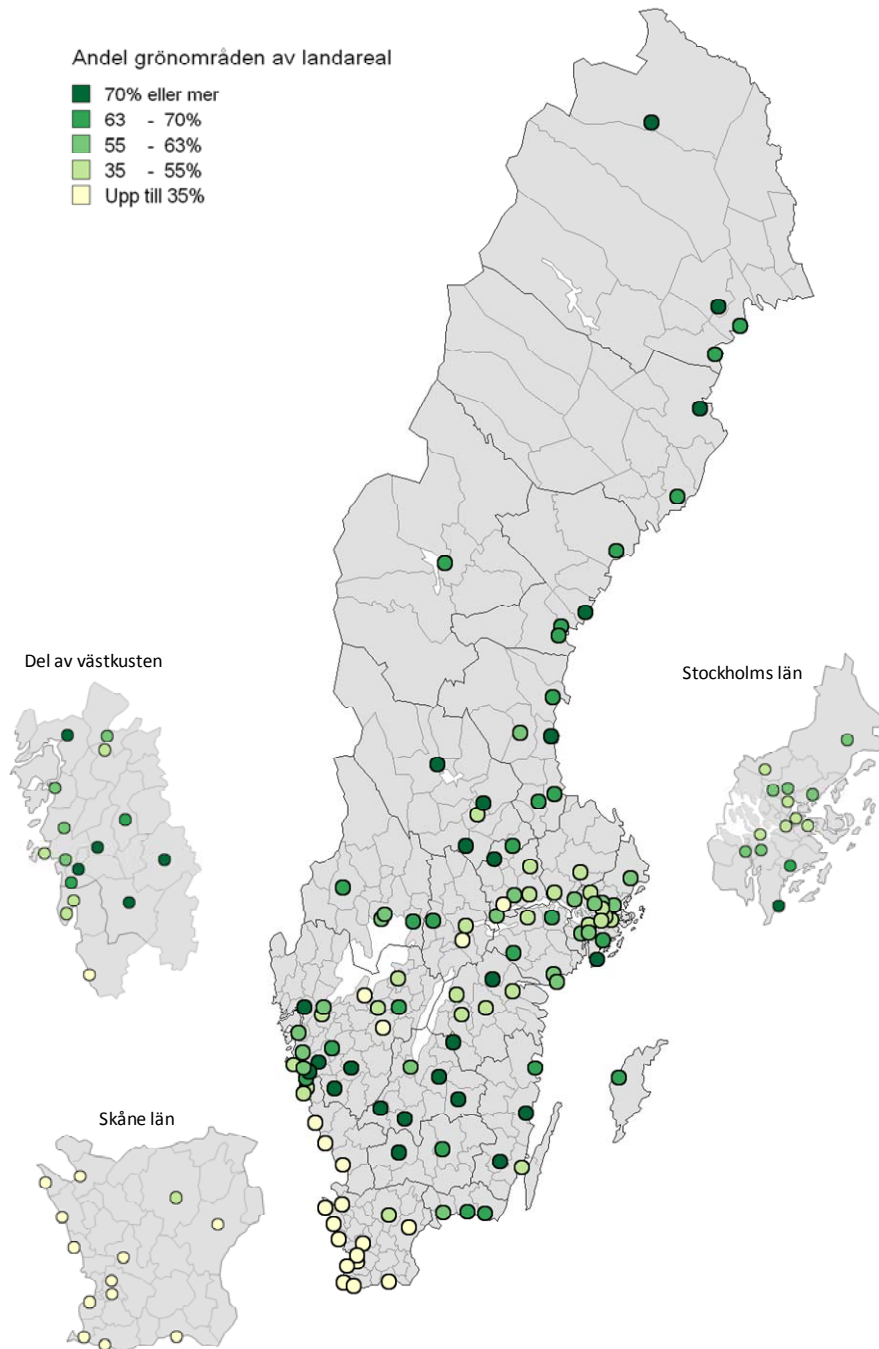 Andel grönområden av landareal
70% eller mer
63 - 70%
55 - 63%
35 - 55%
Upp till 35%
Del av västkusten
Stockholms län
Skåne län